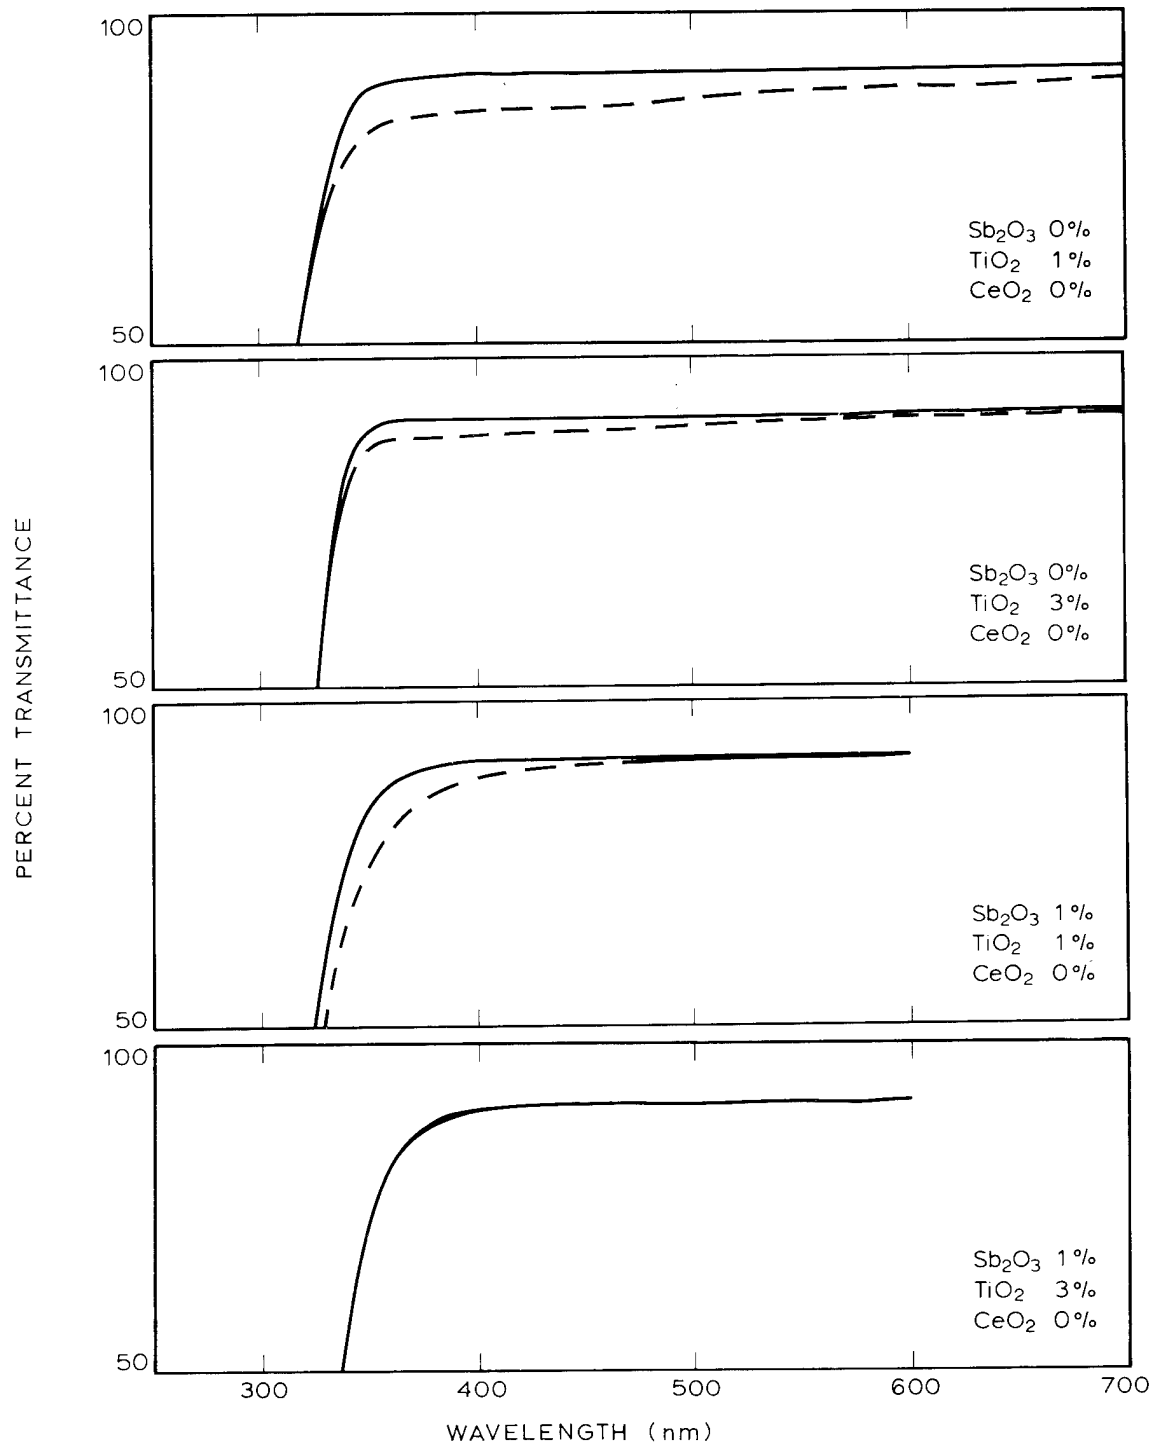 100
50
Sb₂O₃ 0%
TiO₂ 1%
CeO₂ 0%
100
50
Sb₂O₃ 0%
TiO₂ 3%
CeO₂ 0%
PERCENT TRANSMITTANCE
100
50
Sb₂O₃ 1%
TiO₂ 1%
CeO₂ 0%
100
50
Sb₂O₃ 1%
TiO₂ 3%
CeO₂ 0%
300 400 500 600 700
WAVELENGTH (nm)